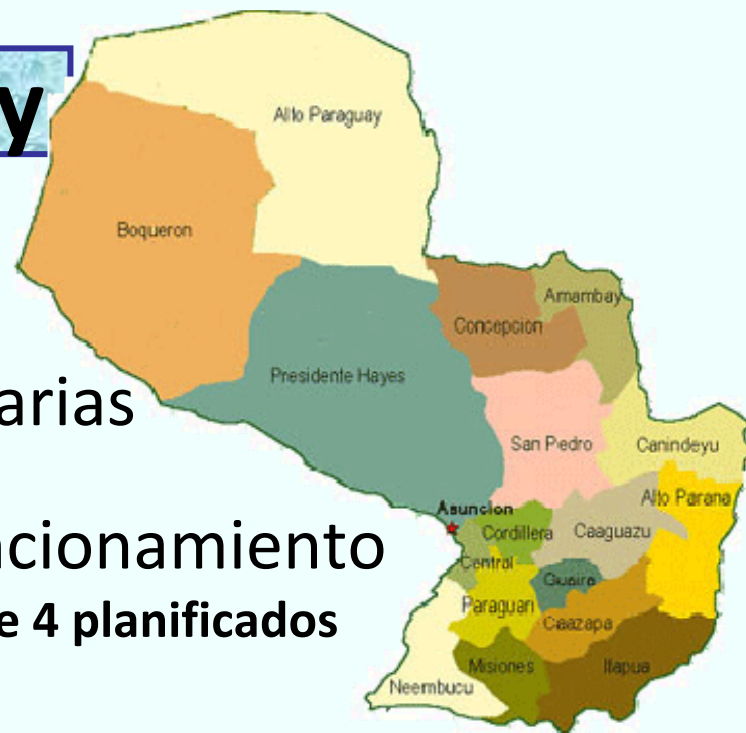 y
Alto Paraguay
Boqueron
Amambay
Concepcion
Presidente Hayes
arias
San Pedro
Canindeyu
Alto Parana
Asuncion
Cordillera
Caaguazu
acionamiento
Central
Guaira
e 4 planificados
Paraguari
Caazapa
Misiones
Itapua
Neembucu